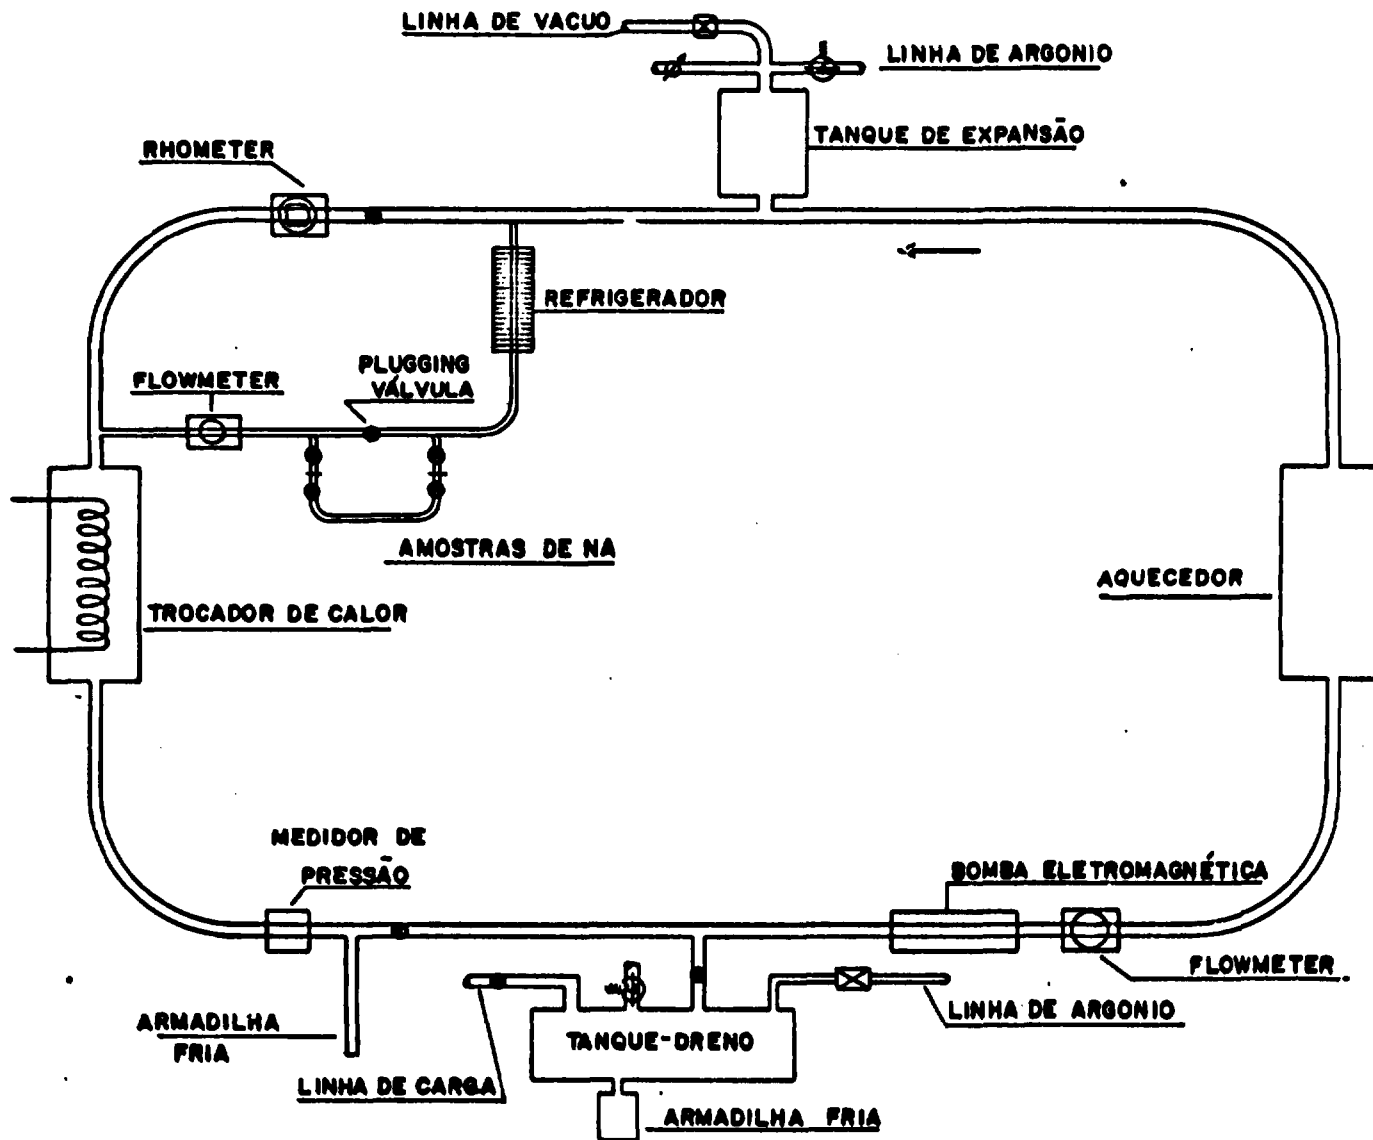 LINHA DE VACUO
LINHA DE ARGONIO
TANQUE DE EXPANSÃO
RHOMETER
REFRIGERADOR
PLUGGING
VÁLVULA
FLOWMETER
AMOSTRAS DE NA
AQUECEDOR
TROCADOR DE CALOR
MEDIDOR DE
PRESSÃO
BOMBA ELETROMAGNÉTICA
FLOWMETER
LINHA DE ARGONIO
ARMADILHA
FRIA
TANQUE-DRENO
LINHA DE CARGA
ARMADILHA FRIA